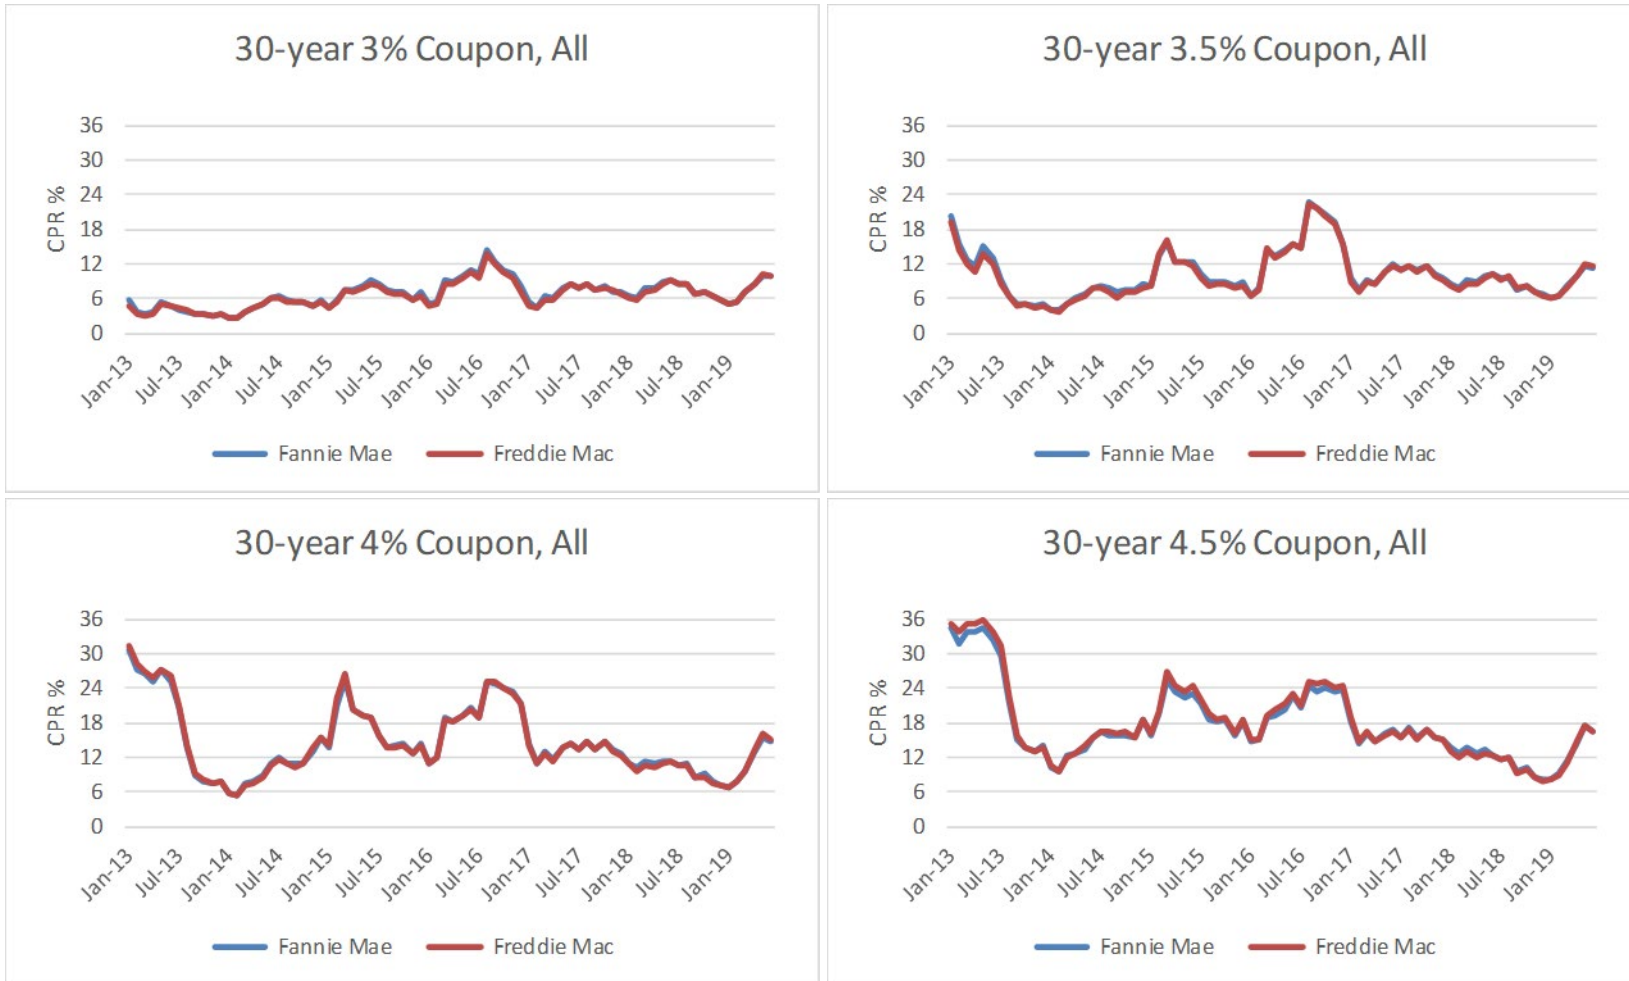 30-year 3% Coupon, All
CPR %
36
30
24
18
12
6
0
Jan-13
Jul-13
Jan-14
Jul-14
Jan-15
Jul-15
Jan-16
Jul-16
Jan-17
Jul-17
Jan-18
Jul-18
Jan-19
Fannie Mae Freddie Mac
30-year 3.5% Coupon, All
CPR %
36
30
24
18
12
6
0
Jan-13
Jul-13
Jan-14
Jul-14
Jan-15
Jul-15
Jan-16
Jul-16
Jan-17
Jul-17
Jan-18
Jul-18
Jan-19
Fannie Mae Freddie Mac
30-year 4% Coupon, All
CPR %
36
30
24
18
12
6
0
Jan-13
Jul-13
Jan-14
Jul-14
Jan-15
Jul-15
Jan-16
Jul-16
Jan-17
Jul-17
Jan-18
Jul-18
Jan-19
Fannie Mae Freddie Mac
30-year 4.5% Coupon, All
CPR %
36
30
24
18
12
6
0
Jan-13
Jul-13
Jan-14
Jul-14
Jan-15
Jul-15
Jan-16
Jul-16
Jan-17
Jul-17
Jan-18
Jul-18
Jan-19
Fannie Mae Freddie Mac